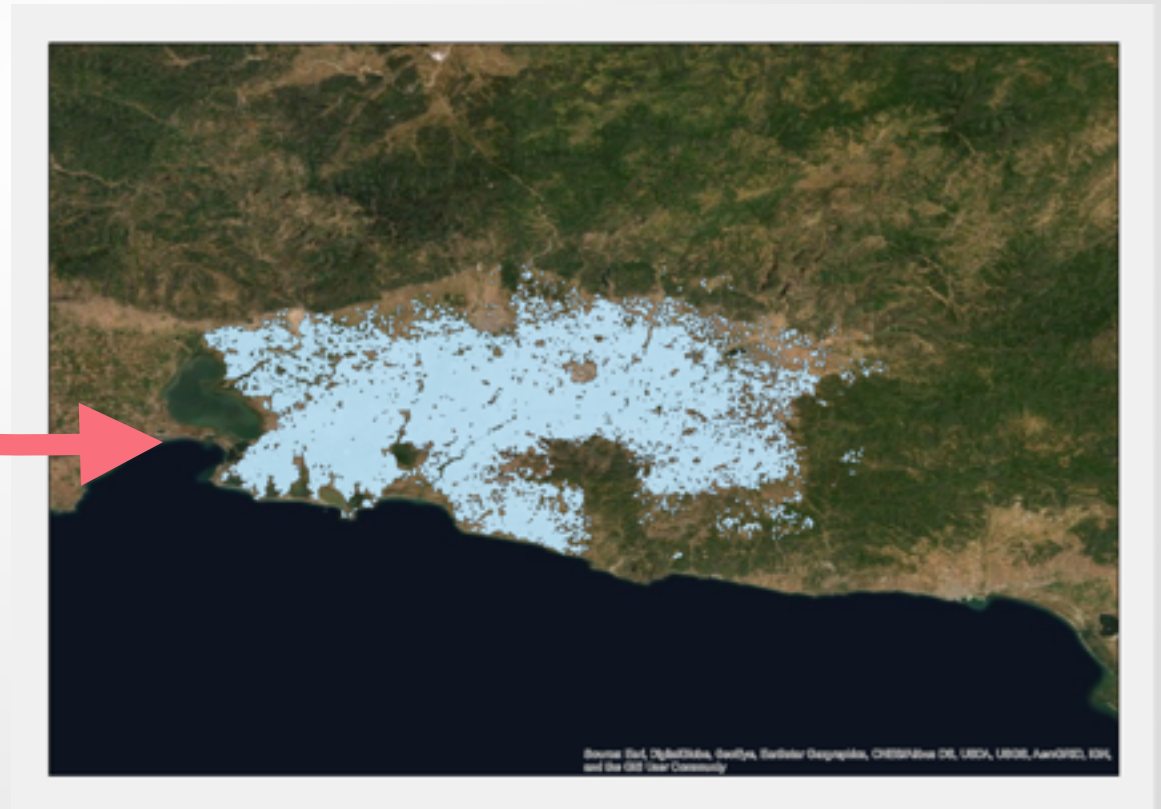 Source: Esri, DigitalGlobe, GeoEye, Earthstar Geographics, CNES/Airbus DS, USDA, USGS, AeroGRID, IGN,
and the GIS User Community